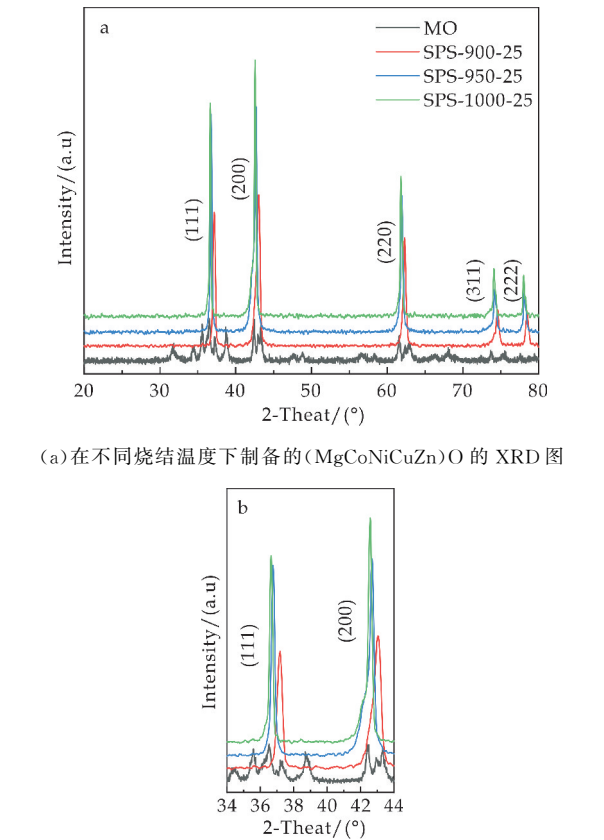 a
MO
SPS-900-25
SPS-950-25
SPS-1000-25
Intensity/(a.u)
(111)
(200)
(220)
(311)
(222)
20 30 40 50 60 70 80
2-Theat/(°)
(a)在不同烧结温度下制备的(MgCoNiCuZn)O 的 XRD 图
b
Intensity/(a.u)
(111)
(200)
34 36 38 40 42 44
2-Theat/(°)